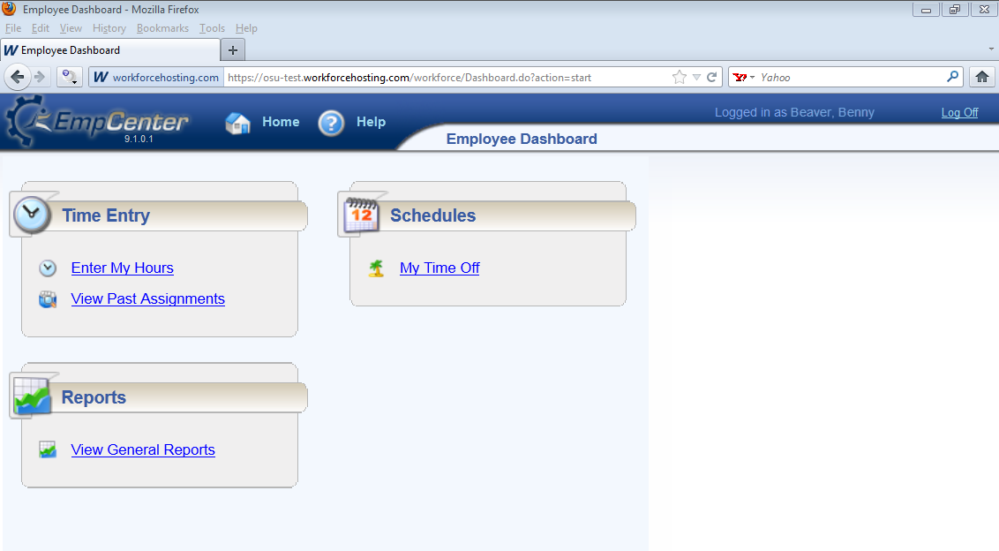 Employee Dashboard - Mozilla Firefox
File Edit View History Bookmarks Tools Help
W Employee Dashboard +
W workforcehosting.com https://osu-test.workforcehosting.com/workforce/Dashboard.do?action=start Y! Yahoo
EmpCenter
9.1.0.1
Home ? Help
Logged in as Beaver, Benny Log Off
Employee Dashboard
Time Entry
Enter My Hours
View Past Assignments
12
Schedules
My Time Off
Reports
View General Reports